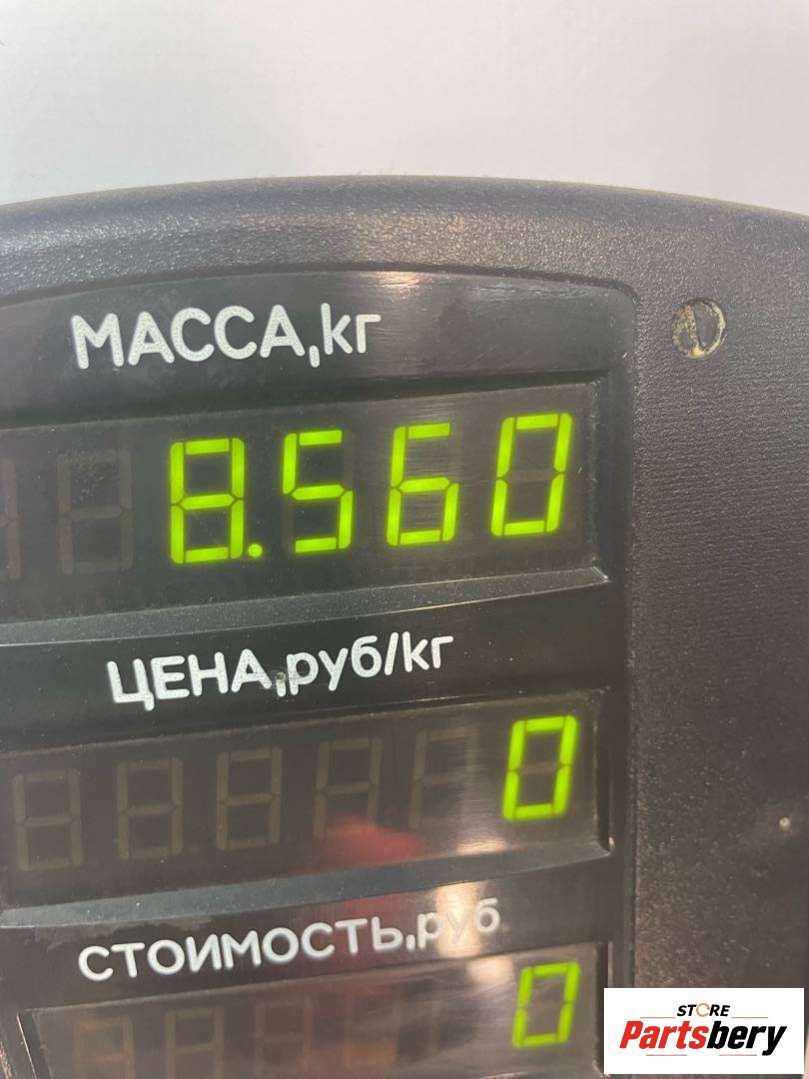 МАССА,кг
8.560
ЦЕНА,руб/кг
0
СТОИМОСТЬ,руб
0
STORE
Partsbery